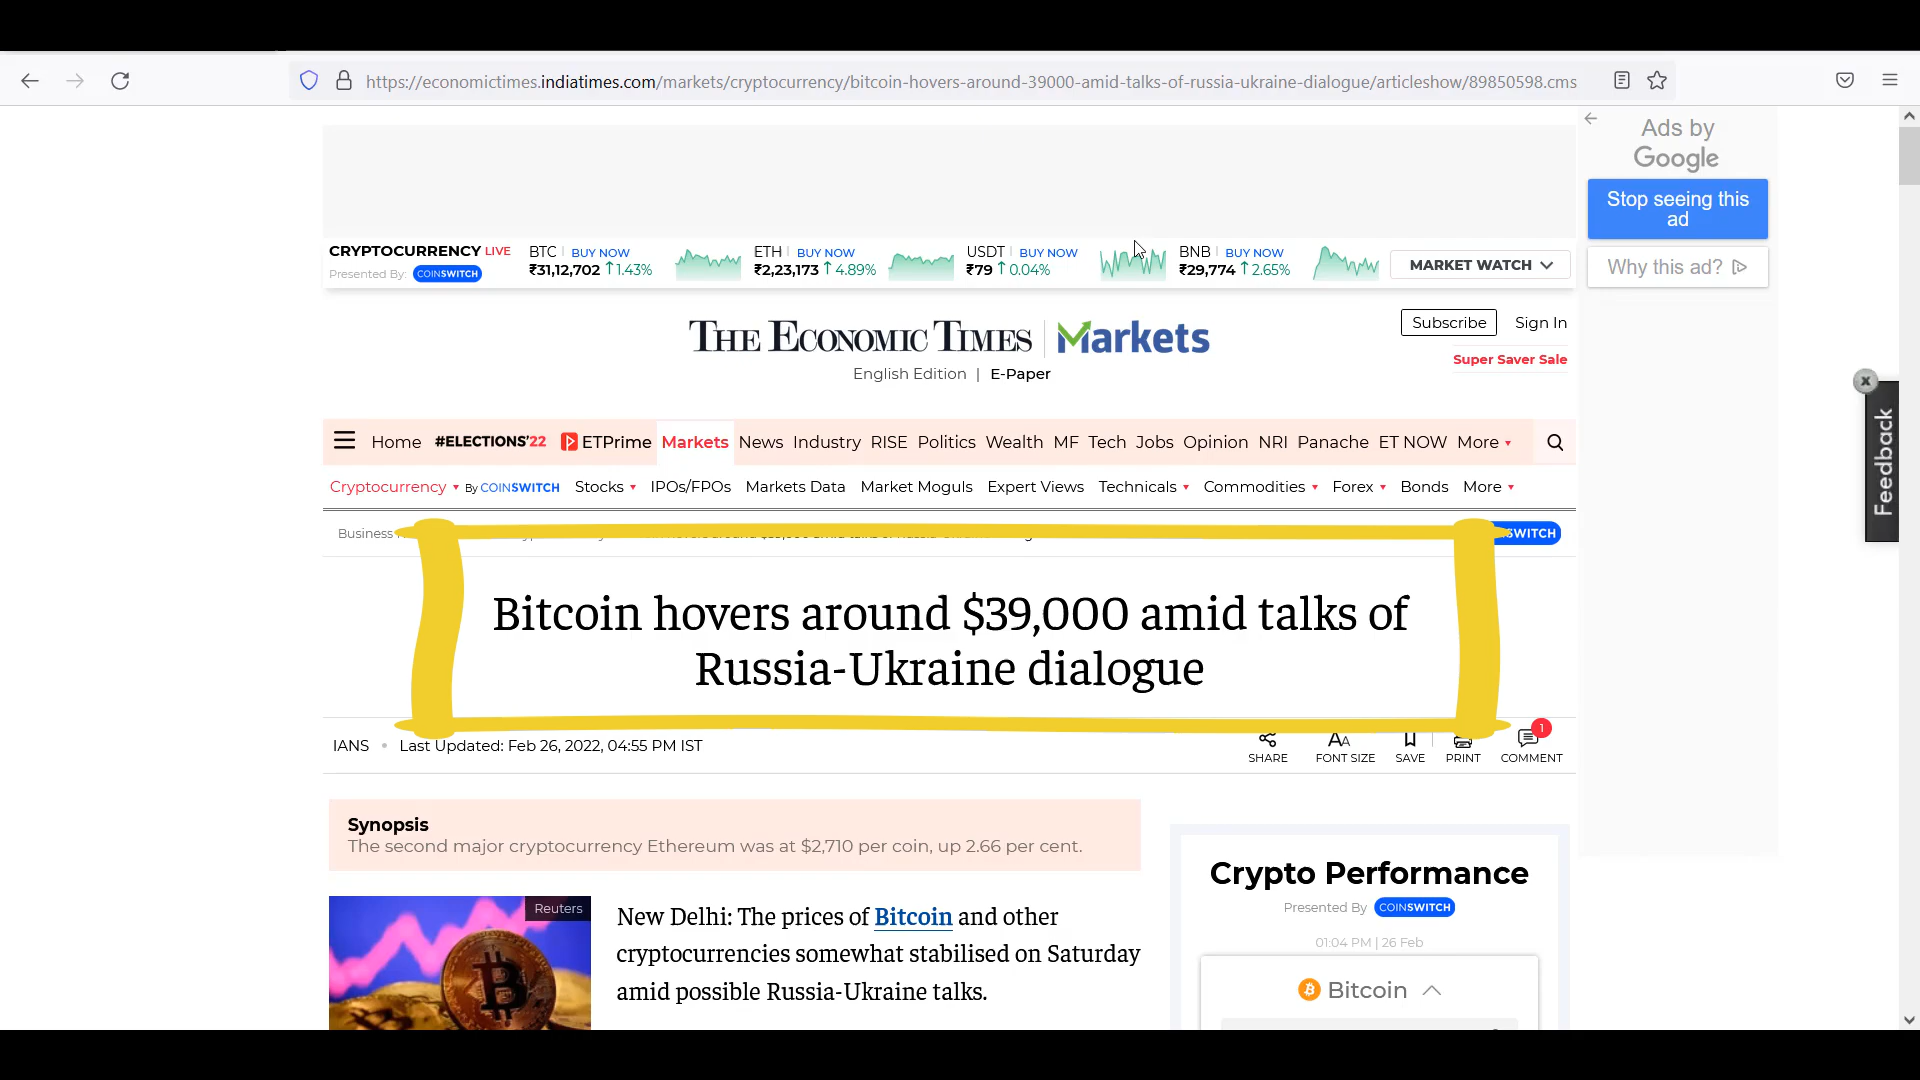 https://economictimes.indiatimes.com/markets/cryptocurrency/bitcoin-hovers-around-39000-amid-talks-of-russia-ukraine-dialogue/articleshow/89850598.cms
Ads by
Google
Stop seeing this
ad
Why this ad?
CRYPTOCURRENCY LIVE
Presented By: COINSWITCH
BTC BUY NOW
₹31,12,702 ↑1.43%
ETH BUY NOW
₹2,23,173 ↑4.89%
USDT BUY NOW
₹79 ↑0.04%
BNB BUY NOW
₹29,774 ↑2.65%
MARKET WATCH
THE ECONOMIC TIMES | Markets
English Edition | E-Paper
Subscribe Sign In
Super Saver Sale
Feedback
Home #ELECTIONS'22 ETPrime Markets News Industry RISE Politics Wealth MF Tech Jobs Opinion NRI Panache ET NOW More
Cryptocurrency By COINSWITCH Stocks IPOs/FPOs Markets Data Market Moguls Expert Views Technicals Commodities Forex Bonds More
Business
SWITCH
Bitcoin hovers around $39,000 amid talks of
Russia-Ukraine dialogue
IANS • Last Updated: Feb 26, 2022, 04:55 PM IST
SHARE FONT SIZE SAVE PRINT COMMENT
1
Synopsis
The second major cryptocurrency Ethereum was at $2,710 per coin, up 2.66 per cent.
Reuters
New Delhi: The prices of Bitcoin and other
cryptocurrencies somewhat stabilised on Saturday
amid possible Russia-Ukraine talks.
Crypto Performance
Presented By COINSWITCH
01:04 PM | 26 Feb
Bitcoin